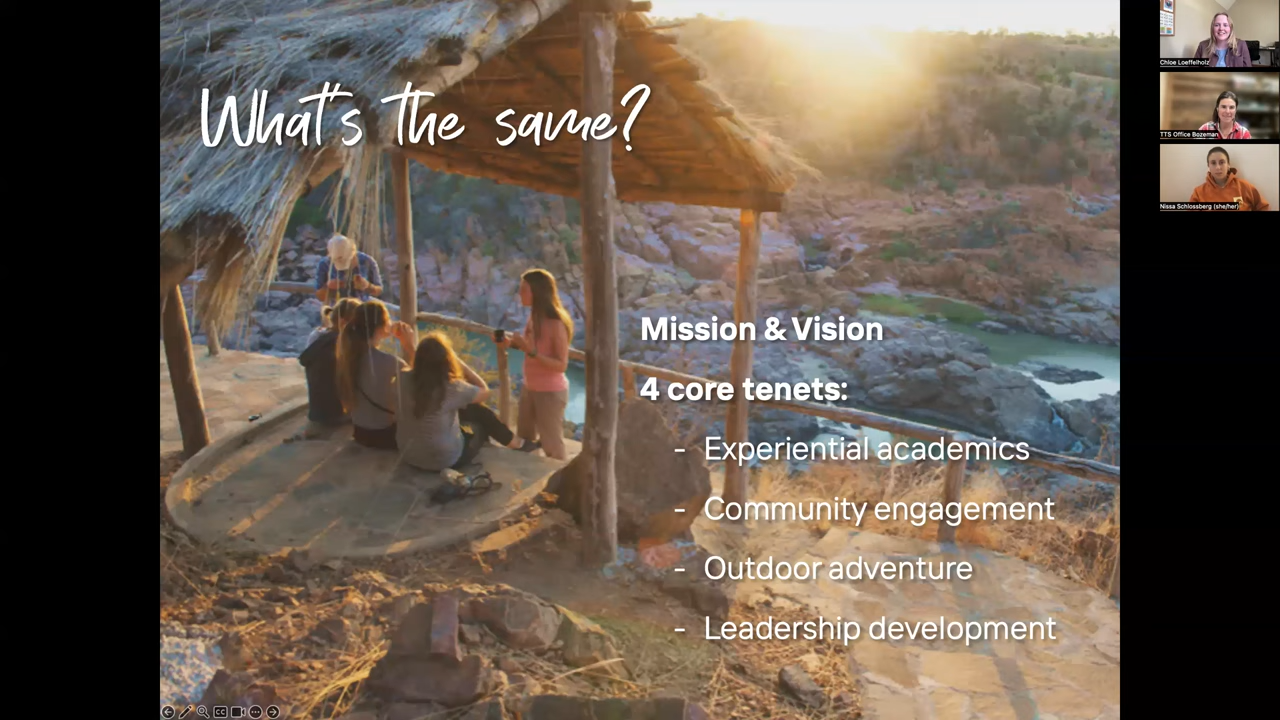 What's the same?
Mission & Vision
4 core tenets:
- Experiential academics
- Community engagement
- Outdoor adventure
- Leadership development
Chloe Loeffelholz
TTS Office Bozeman
Nissa Schlossberg (she/her)
CC